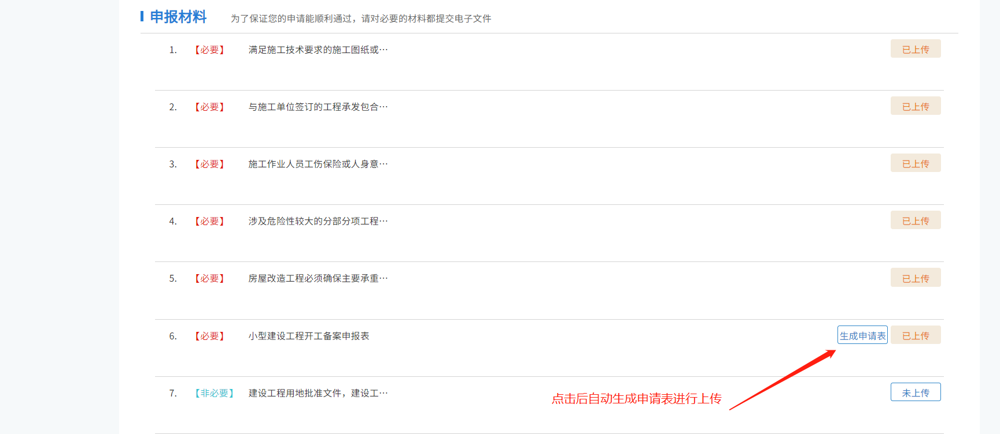 申报材料 为了保证您的申请能顺利通过，请对必要的材料都提交电子文件
1. 【必要】 满足施工技术要求的施工图纸或… 已上传
2. 【必要】 与施工单位签订的工程承发包合… 已上传
3. 【必要】 施工作业人员工伤保险或人身意… 已上传
4. 【必要】 涉及危险性较大的分部分项工程… 已上传
5. 【必要】 房屋改造工程必须确保主要承重… 已上传
6. 【必要】 小型建设工程开工备案申报表 生成申请表 已上传
7. 【非必要】 建设工程用地批准文件，建设工… 未上传
点击后自动生成申请表进行上传